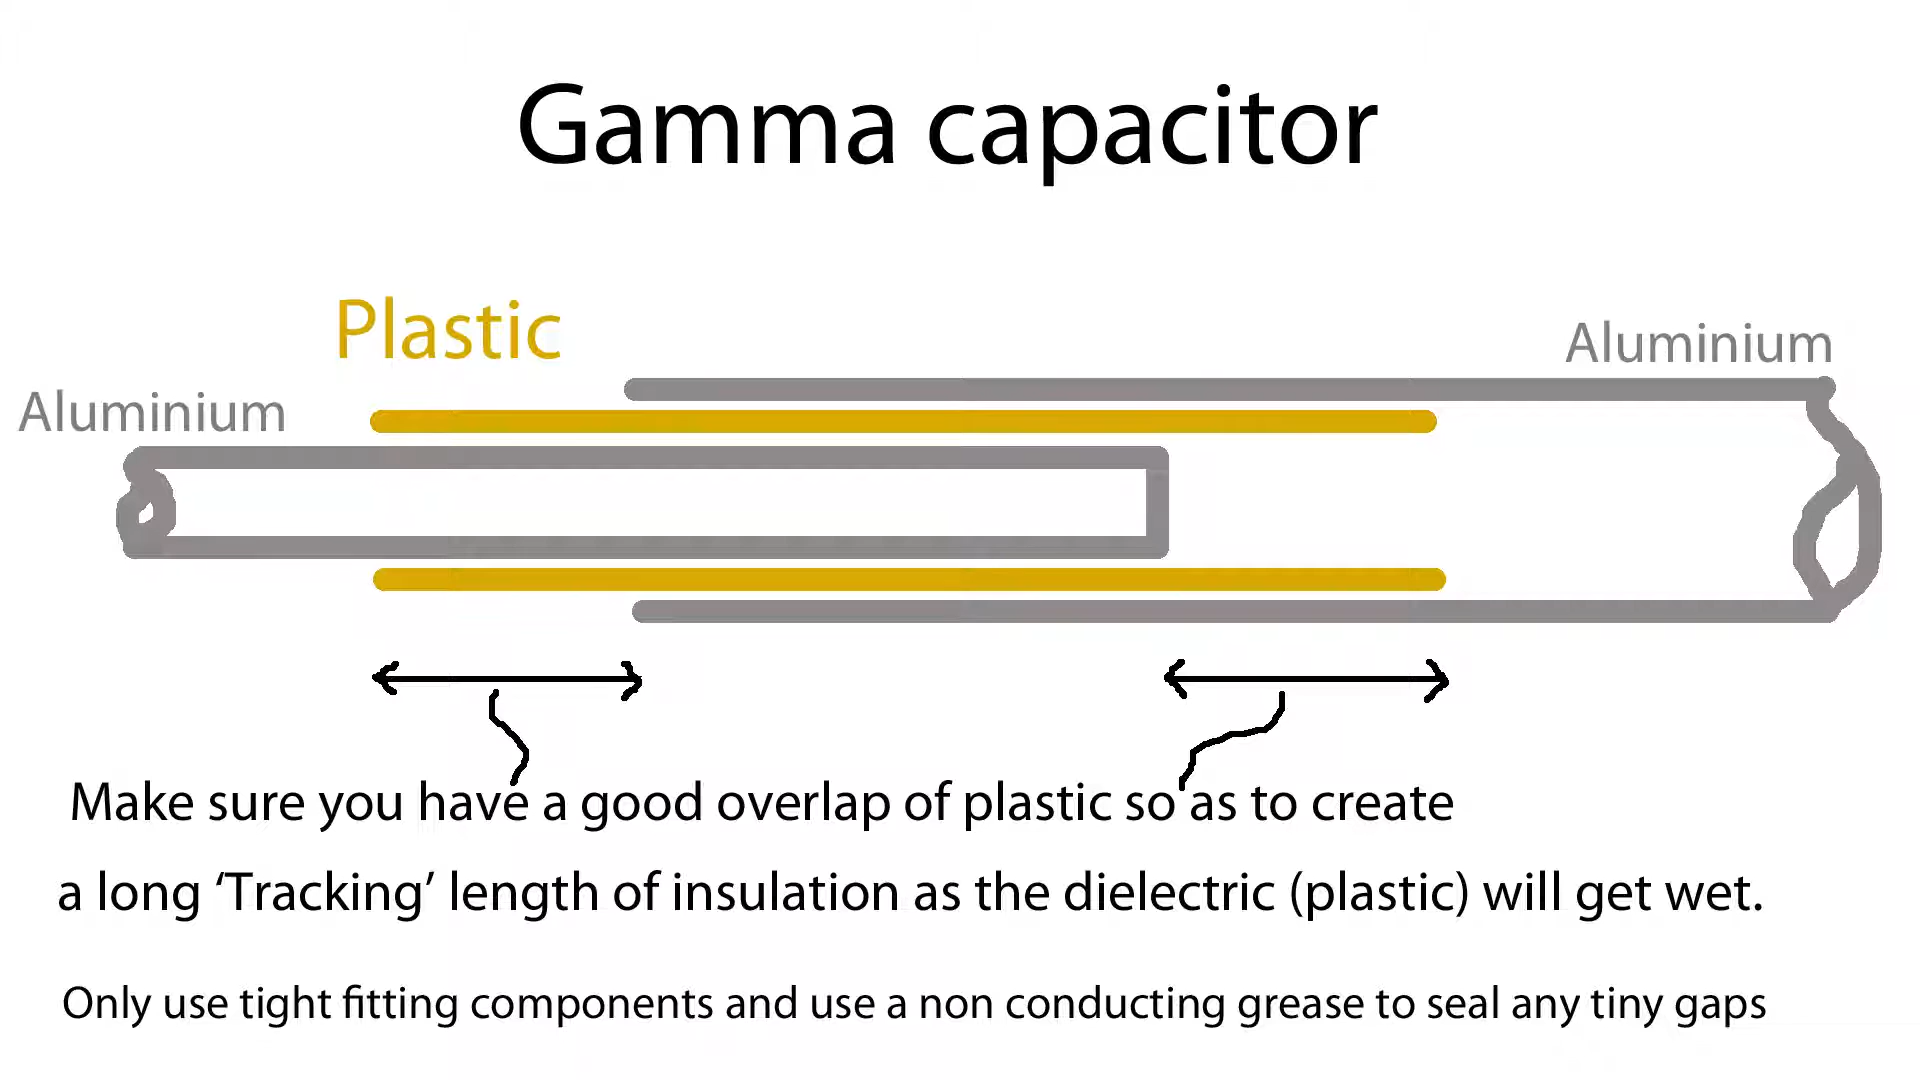 Gamma capacitor
Plastic
Aluminium
Aluminium
Make sure you have a good overlap of plastic so as to create
a long ‘Tracking’ length of insulation as the dielectric (plastic) will get wet.
Only use tight fitting components and use a non conducting grease to seal any tiny gaps